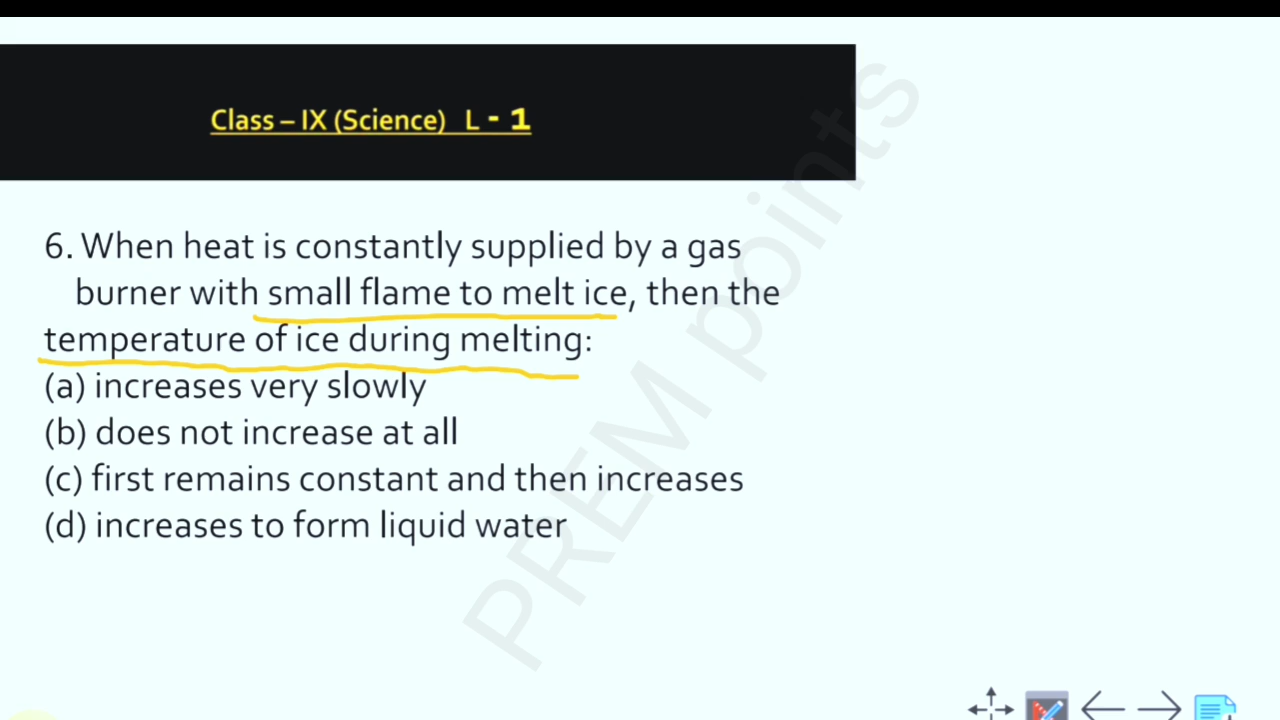 Class – IX (Science) L - 1
6. When heat is constantly supplied by a gas
burner with small flame to melt ice, then the
temperature of ice during melting:
(a) increases very slowly
(b) does not increase at all
(c) first remains constant and then increases
(d) increases to form liquid water
PREM points